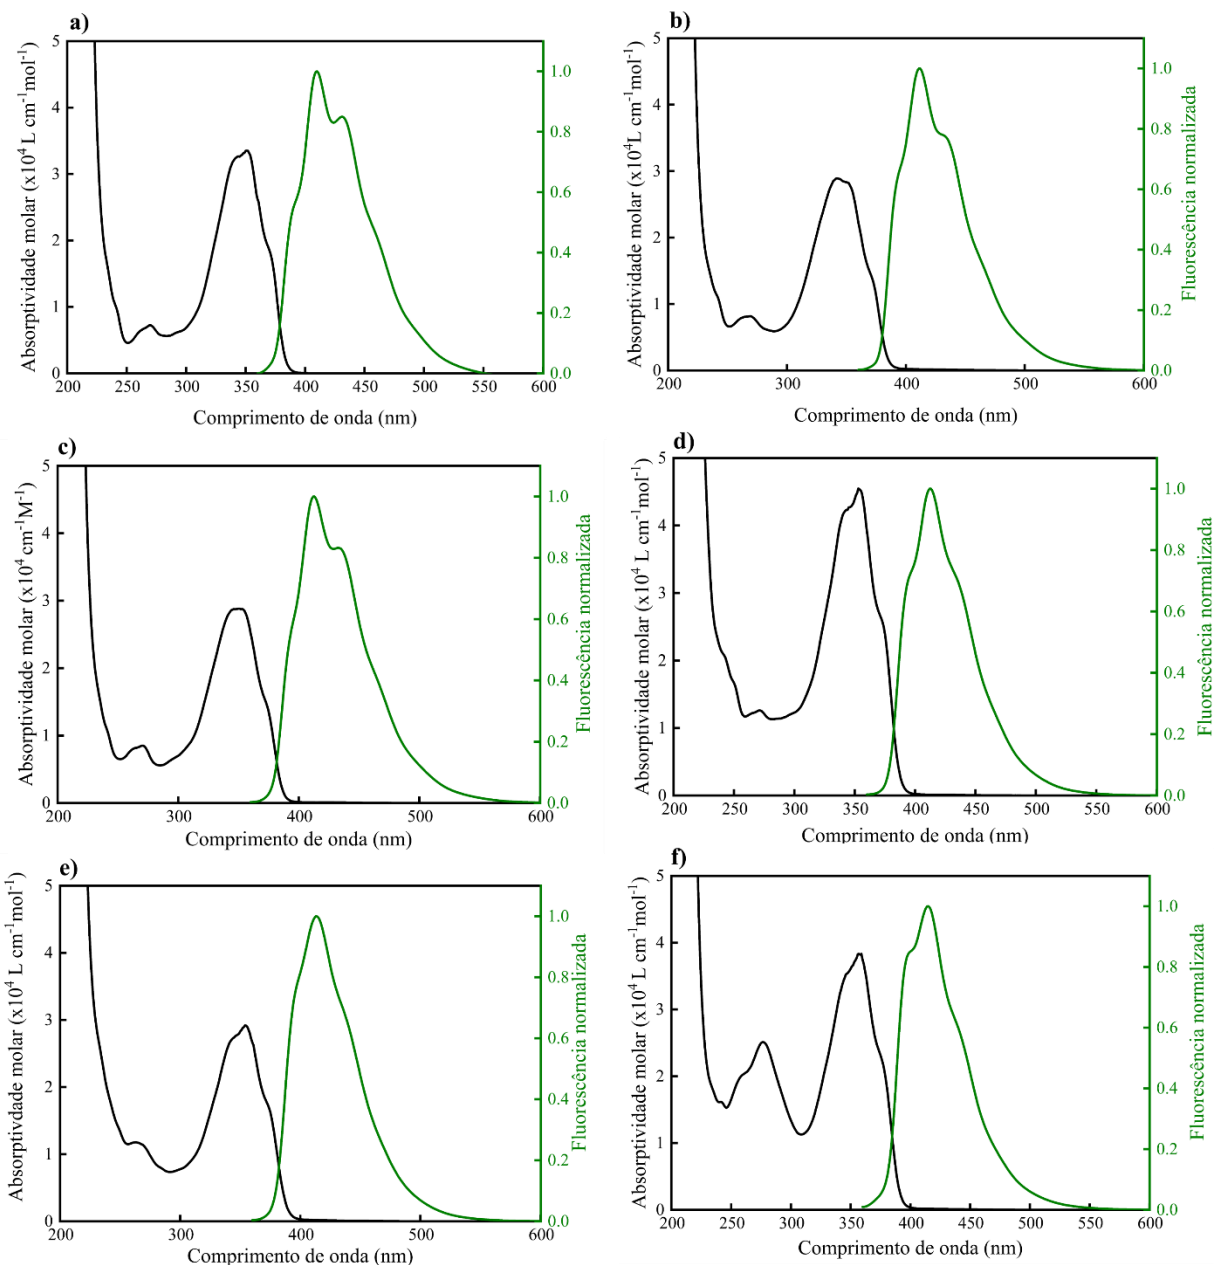 a)
Absorptividade molar (x10⁴ L cm⁻¹mol⁻¹)
5
4
3
2
1
0
200 250 300 350 400 450 500 550 600
Comprimento de onda (nm)
1.0
0.8
0.6
0.4
0.2
0.0
b)
Absorptividade molar (x10⁴L cm⁻¹mol⁻¹)
5
4
3
2
1
0
200 300 400 500 600
Comprimento de onda (nm)
1.0
0.8
0.6
0.4
0.2
0.0
Fluorescência normalizada
c)
Absorptividade molar (x10⁴ cm⁻¹M⁻¹)
5
4
3
2
1
0
200 300 400 500 600
Comprimento de onda (nm)
1.0
0.8
0.6
0.4
0.2
0.0
Fluorescência normalizada
d)
Absorptividade molar (x10⁴ L cm⁻¹mol⁻¹)
5
4
3
2
1
0
200 250 300 350 400 450 500 550 600
Comprimento de onda (nm)
1.0
0.8
0.6
0.4
0.2
0.0
Fluorescência normalizada
e)
Absorptivdade molar (x10⁴ L cm⁻¹mol⁻¹)
5
4
3
2
1
0
200 300 400 500 600
Comprimento de onda (nm)
1.0
0.8
0.6
0.4
0.2
0.0
Fluorescência normalizada
f)
Absorptividade molar (x10⁴ L cm⁻¹mol⁻¹)
5
4
3
2
1
0
200 250 300 350 400 450 500 550 600
Comprimento de onda (nm)
1.0
0.8
0.6
0.4
0.2
0.0
Fluorescência normalizada